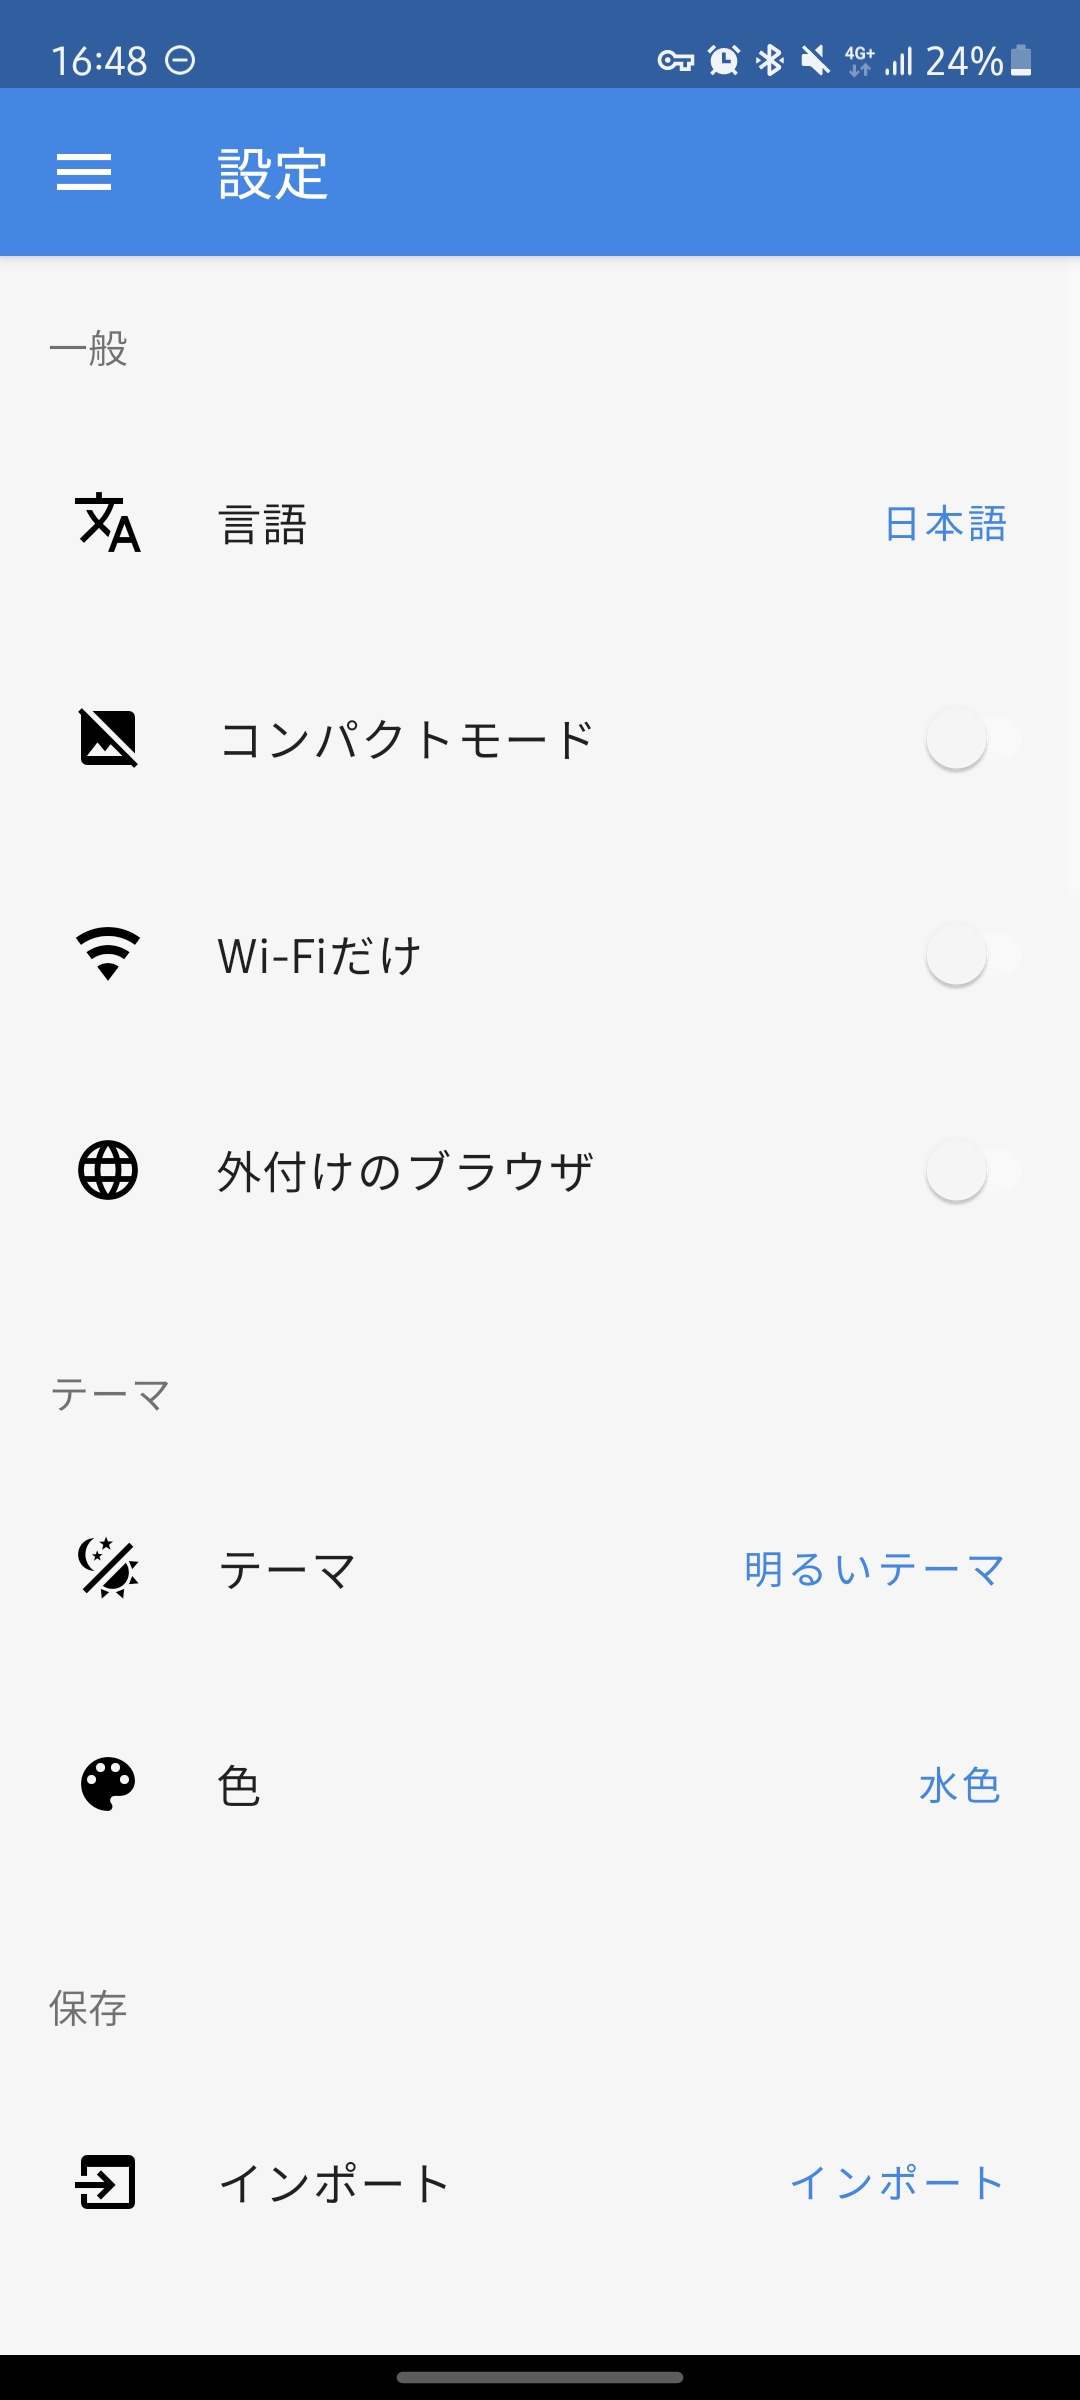 16:48 4G+ 24%
設定
一般
言語 日本語
コンパクトモード
Wi-Fiだけ
外付けのブラウザ
テーマ
テーマ 明るいテーマ
色 水色
保存
インポート インポート